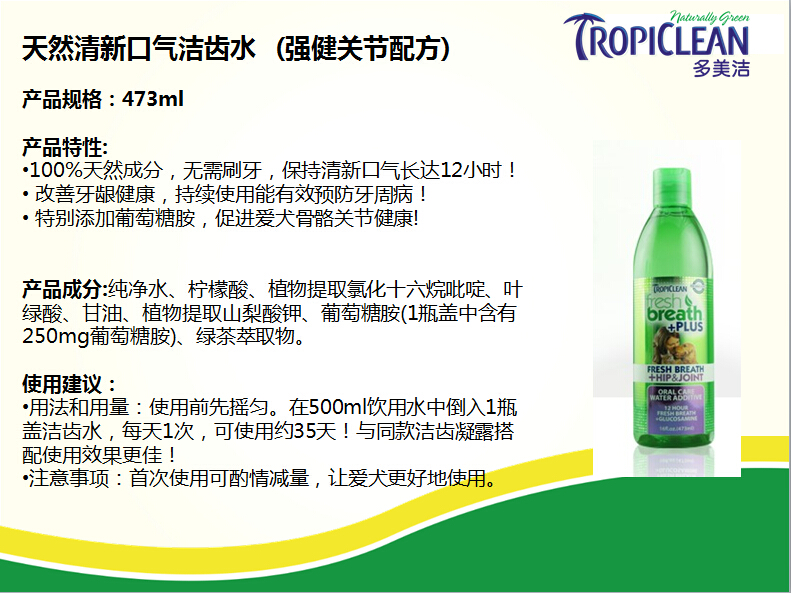 天然清新口气洁齿水 (强健关节配方)
Naturally Green
TROPICLEAN
多美洁
产品规格：473ml
产品特性:
•100%天然成分，无需刷牙，保持清新口气长达12小时！
• 改善牙龈健康，持续使用能有效预防牙周病！
• 特别添加葡萄糖胺，促进爱犬骨骼关节健康!
产品成分:纯净水、柠檬酸、植物提取氯化十六烷吡啶、叶
绿酸、甘油、植物提取山梨酸钾、葡萄糖胺(1瓶盖中含有
250mg葡萄糖胺)、绿茶萃取物。
使用建议：
•用法和用量：使用前先摇匀。在500ml饮用水中倒入1瓶
盖洁齿水，每天1次，可使用约35天！与同款洁齿凝露搭
配使用效果更佳！
•注意事项：首次使用可酌情减量，让爱犬更好地使用。
TROPICLEAN
fresh
breath
+PLUS
FRESH BREATH
+HIP&JOINT
ORAL CARE
WATER ADDITIVE
12 HOUR
FRESH BREATH
+GLUCOSAMINE
16fl oz (473ml)